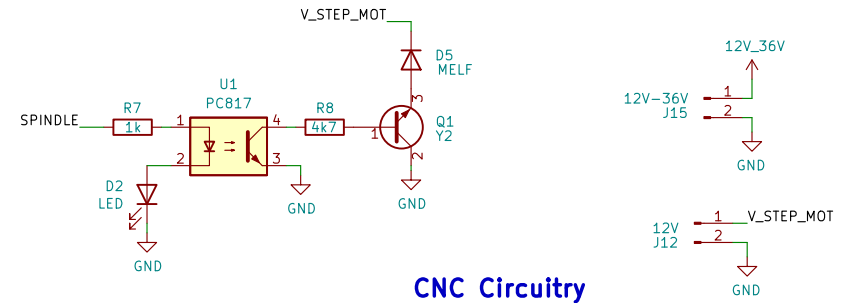 V_STEP_MOT
D5
MELF
U1
PC817
SPINDLE
R7
1k
1
2
4
3
R8
4k7
1
3
2
Q1
Y2
D2
LED
GND
GND
GND
12V_36V
12V-36V
J15
1
2
GND
12V
J12
1
2
V_STEP_MOT
GND
CNC Circuitry